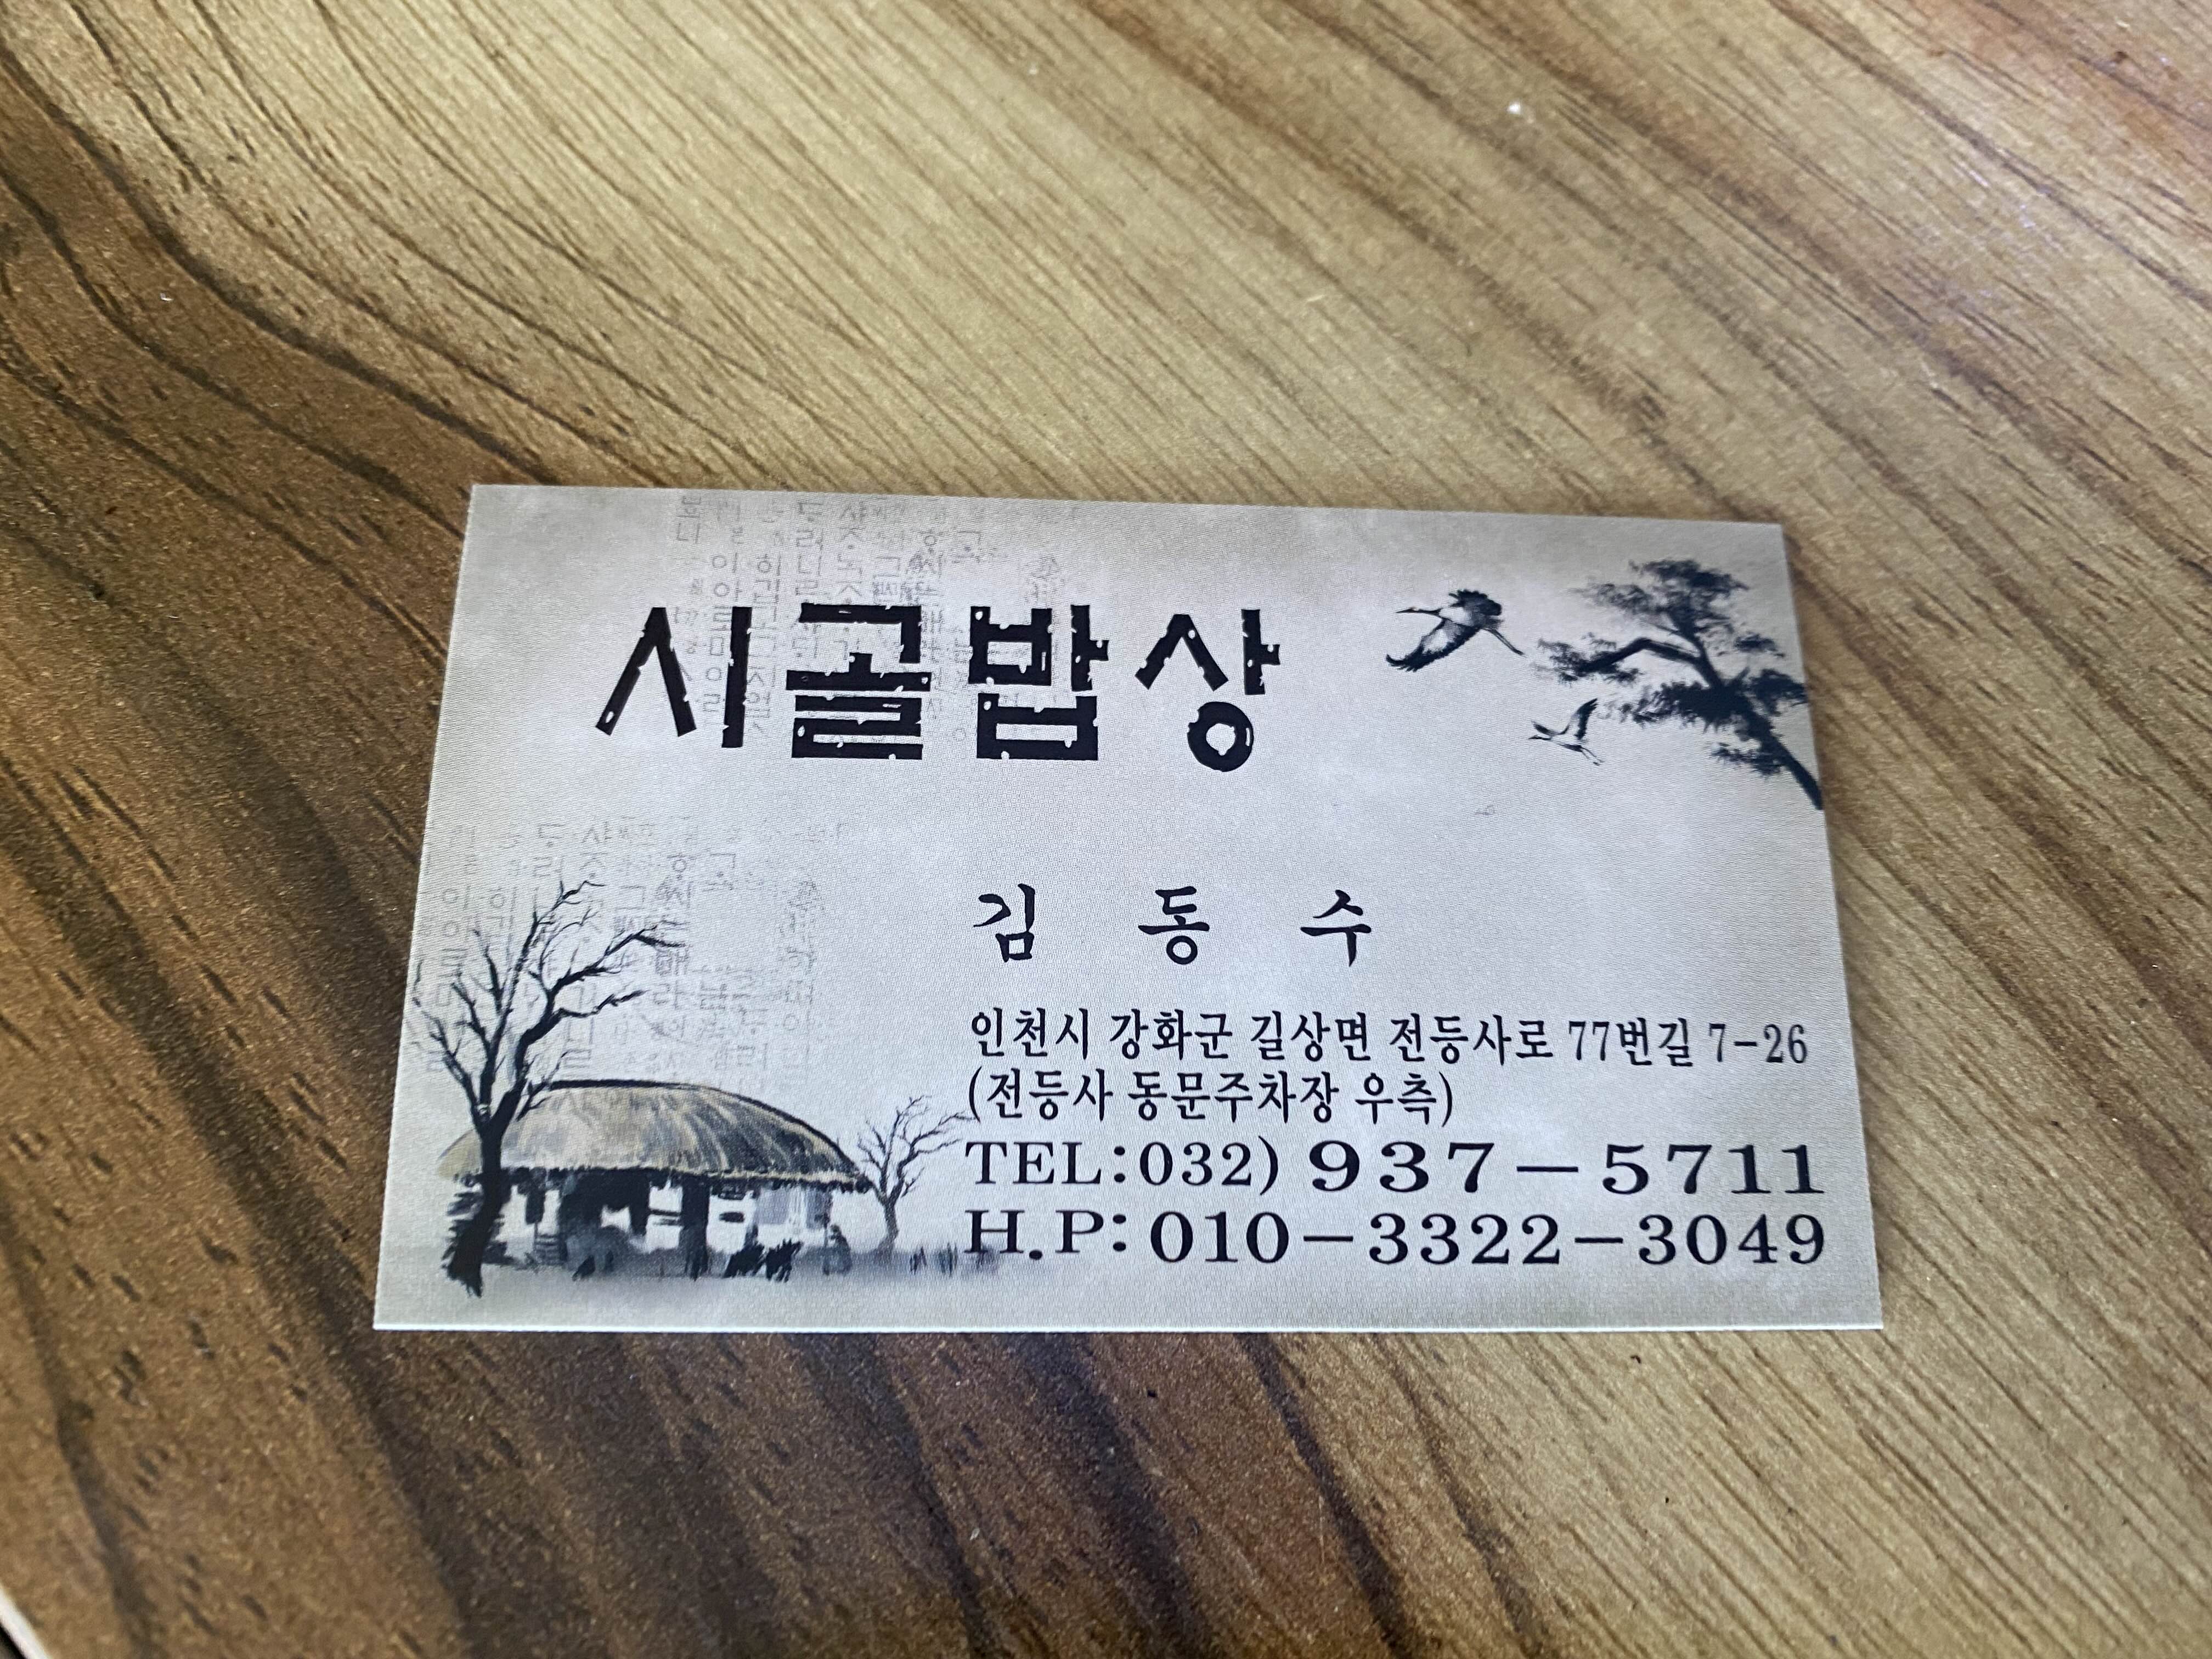 시골밥상
김 동 수
인천시 강화군 길상면 전등사로 77번길 7-26
(전등사 동문주차장 우측)
TEL:032) 937-5711
H.P:010-3322-3049